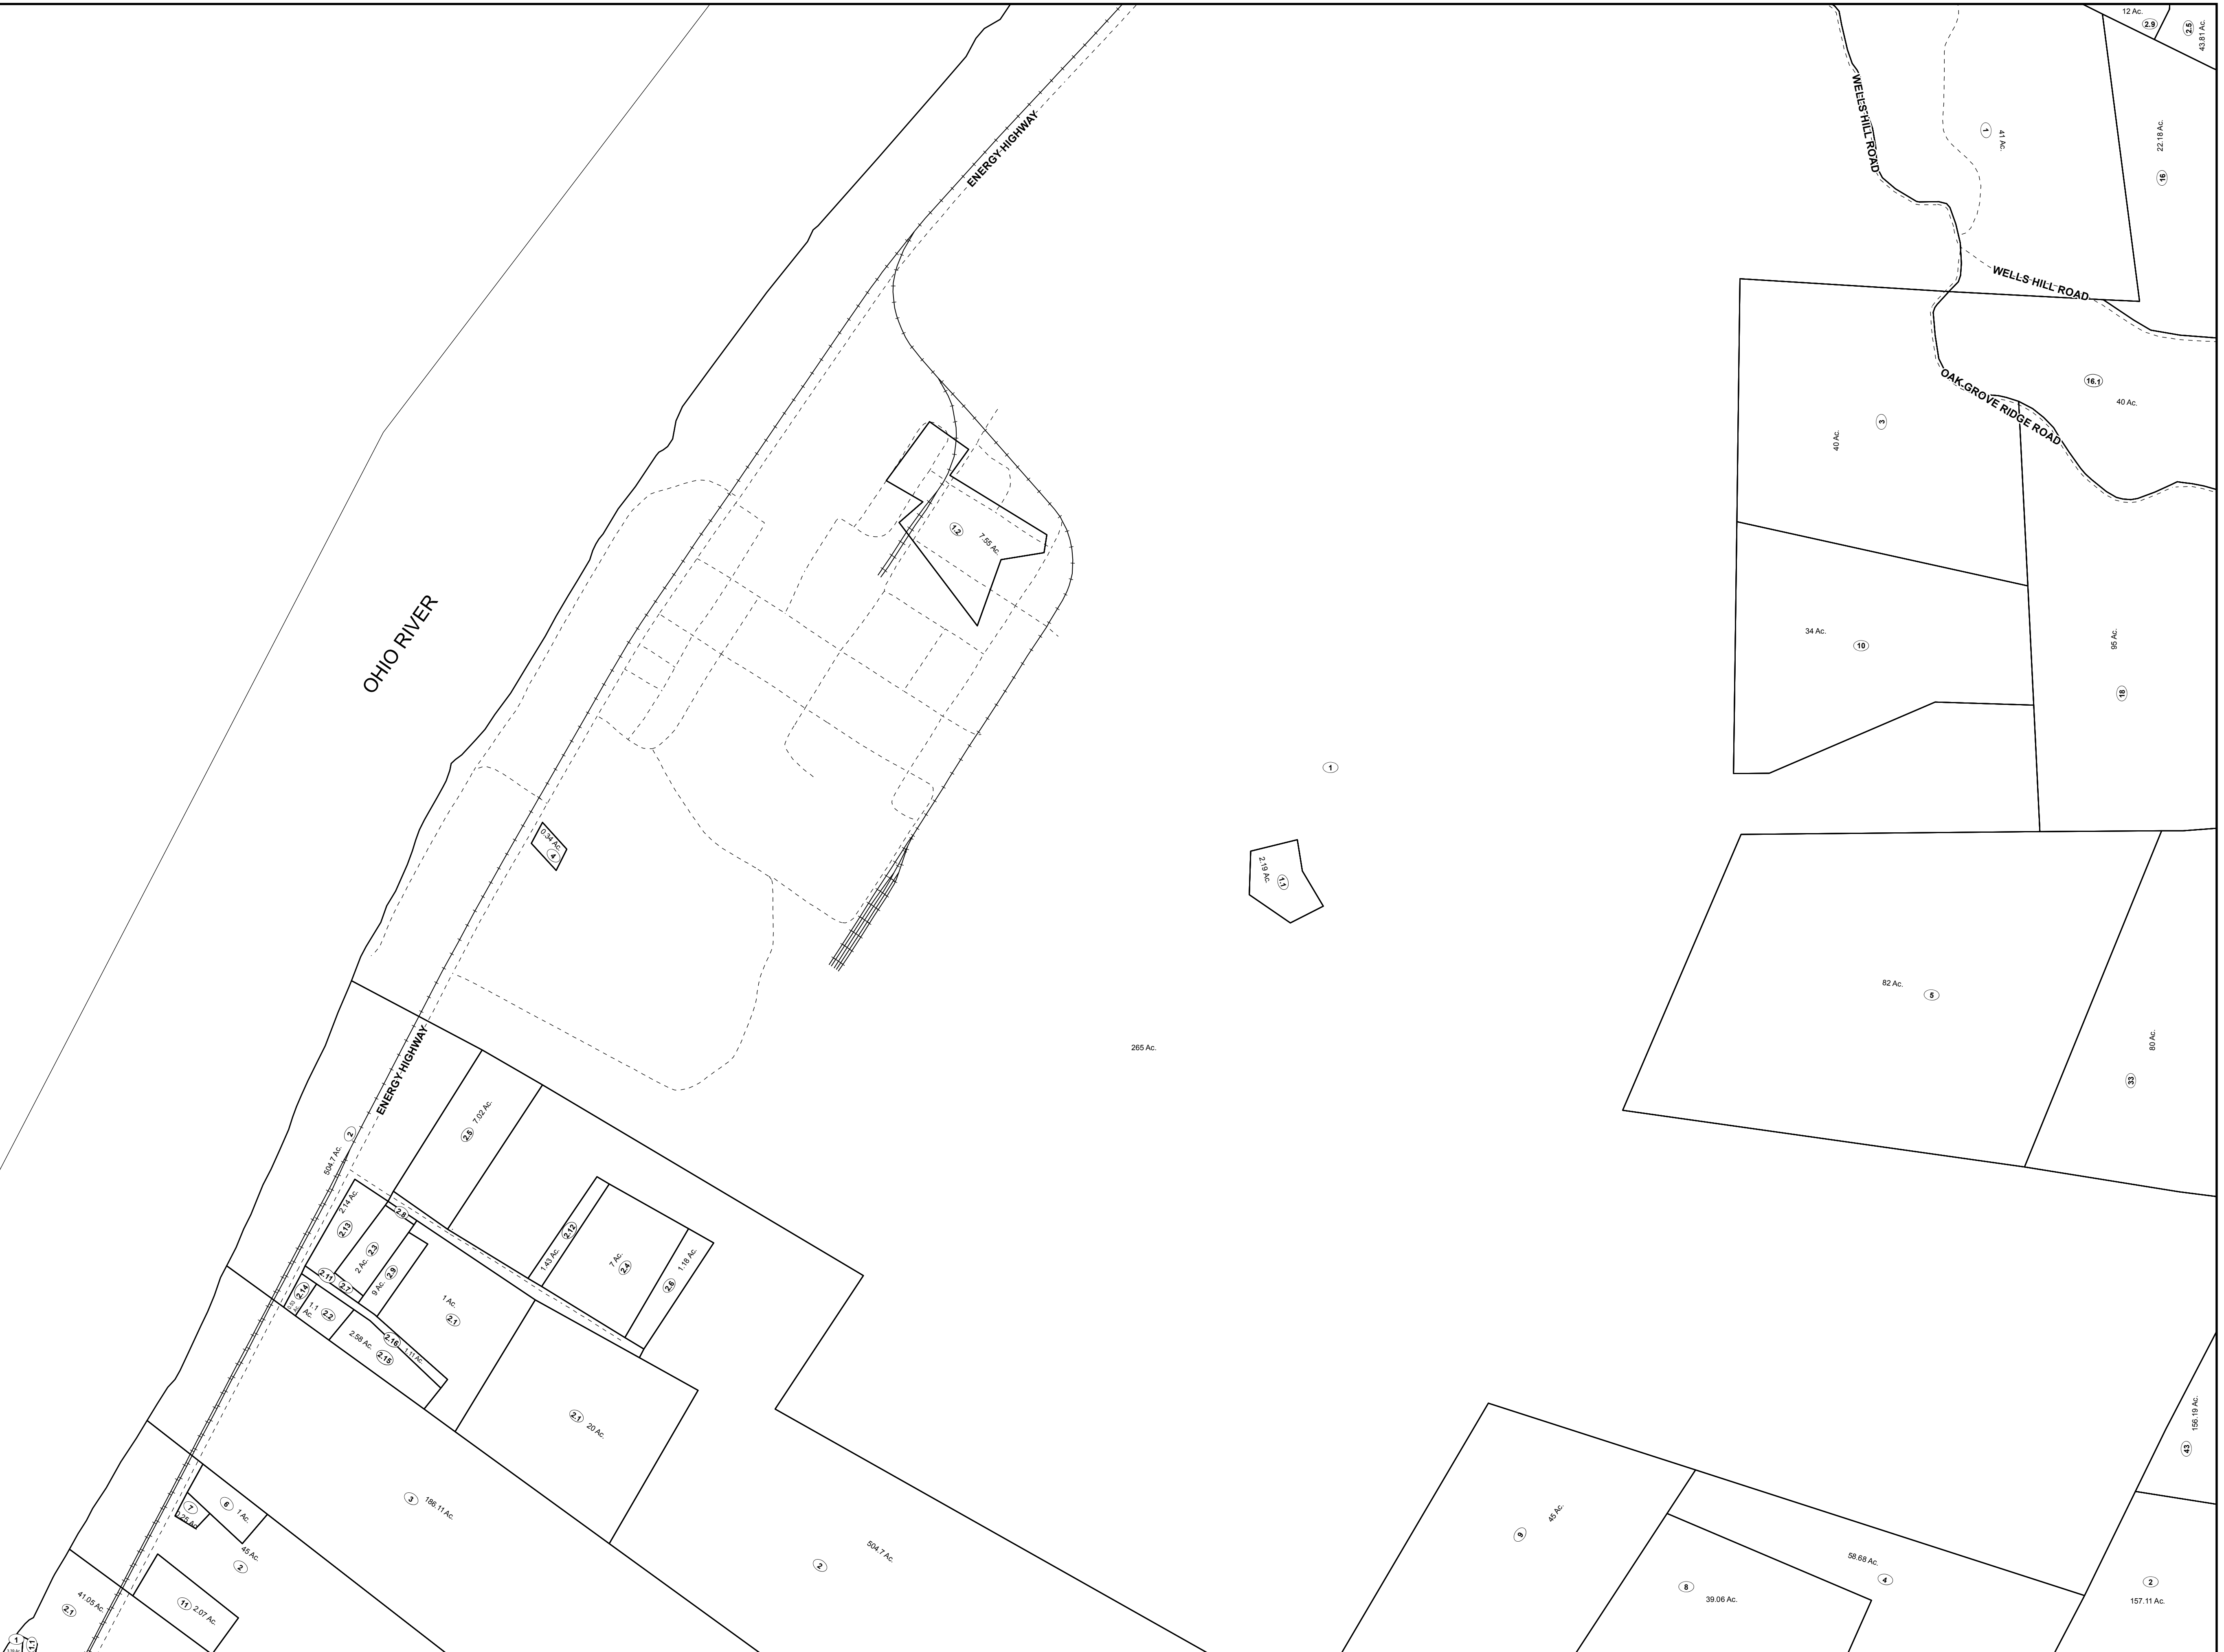 12 Ac.
2.9
2.5
43.81 Ac.
ENERGY HIGHWAY
WELLS HILL ROAD
1
41 Ac.
22.18 Ac.
16
WELLS HILL ROAD
OAK GROVE RIDGE ROAD
16.1
40 Ac.
3
40 Ac.
1.2
7.55 Ac.
OHIO RIVER
34 Ac.
10
95 Ac.
18
1
0.34 Ac.
4
2.19 Ac.
1.1
82 Ac.
5
265 Ac.
80 Ac.
33
ENERGY HIGHWAY
2
504.7 Ac.
7.02 Ac.
2.5
2.14 Ac.
2.13
2.8
2.3
2 Ac.
2.9
9 Ac.
2.11
2.7
2.12
1.43 Ac.
7 Ac.
2.4
1.18 Ac.
2.6
2.14
1.1
Ac.
2.2
1 Ac.
2.1
2.58 Ac.
2.15
2.16
1.11 Ac.
2.1
20 Ac.
156.19 Ac.
43
3
186.11 Ac.
7
6
1 Ac.
45 Ac.
2
504.7 Ac.
2
45 Ac.
9
58.68 Ac.
4
8
39.06 Ac.
2
157.11 Ac.
41.05 Ac.
2.1
11
2.07 Ac.
1
1.1